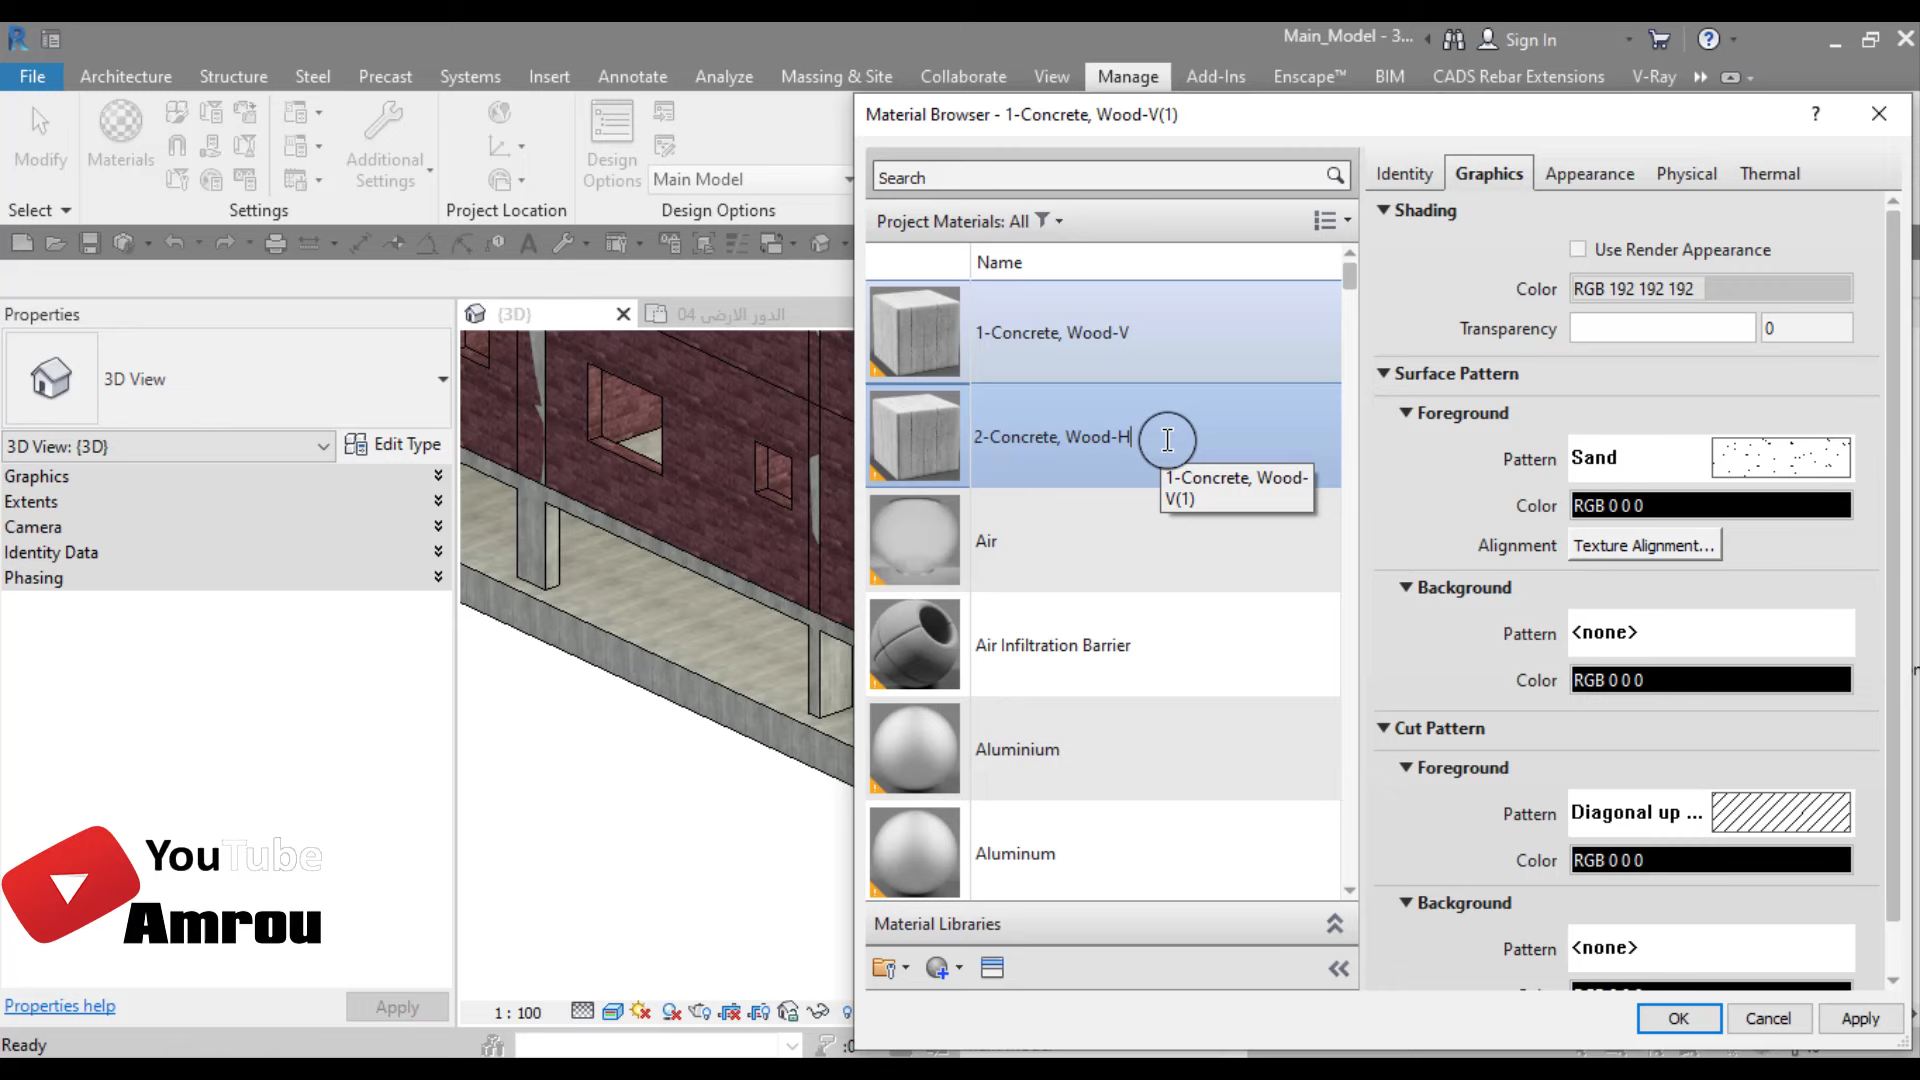 Main_Model - 3...
Sign In
File
Architecture
Structure
Steel
Precast
Systems
Insert
Annotate
Analyze
Massing & Site
Collaborate
View
Manage
Add-Ins
Enscape™
BIM
CADS Rebar Extensions
V-Ray
Modify
Materials
Additional
Settings
Design
Options
Main Model
Select
Settings
Project Location
Design Options
Properties
3D View
3D View: {3D}
Edit Type
Graphics
Extents
Camera
Identity Data
Phasing
YouTube
Amrou
Properties help
Apply
Ready
{3D}
04 الدور الارضى
1 : 100
:0
Material Browser - 1-Concrete, Wood-V(1)
Search
Project Materials: All
Name
1-Concrete, Wood-V
2-Concrete, Wood-H
1-Concrete, Wood-
V(1)
Air
Air Infiltration Barrier
Aluminium
Aluminum
Material Libraries
Identity
Graphics
Appearance
Physical
Thermal
Shading
Use Render Appearance
Color
RGB 192 192 192
Transparency
0
Surface Pattern
Foreground
Pattern
Sand
Color
RGB 0 0 0
Alignment
Texture Alignment...
Background
Pattern
<none>
Color
RGB 0 0 0
Cut Pattern
Foreground
Pattern
Diagonal up ...
Color
RGB 0 0 0
Background
Pattern
<none>
OK
Cancel
Apply